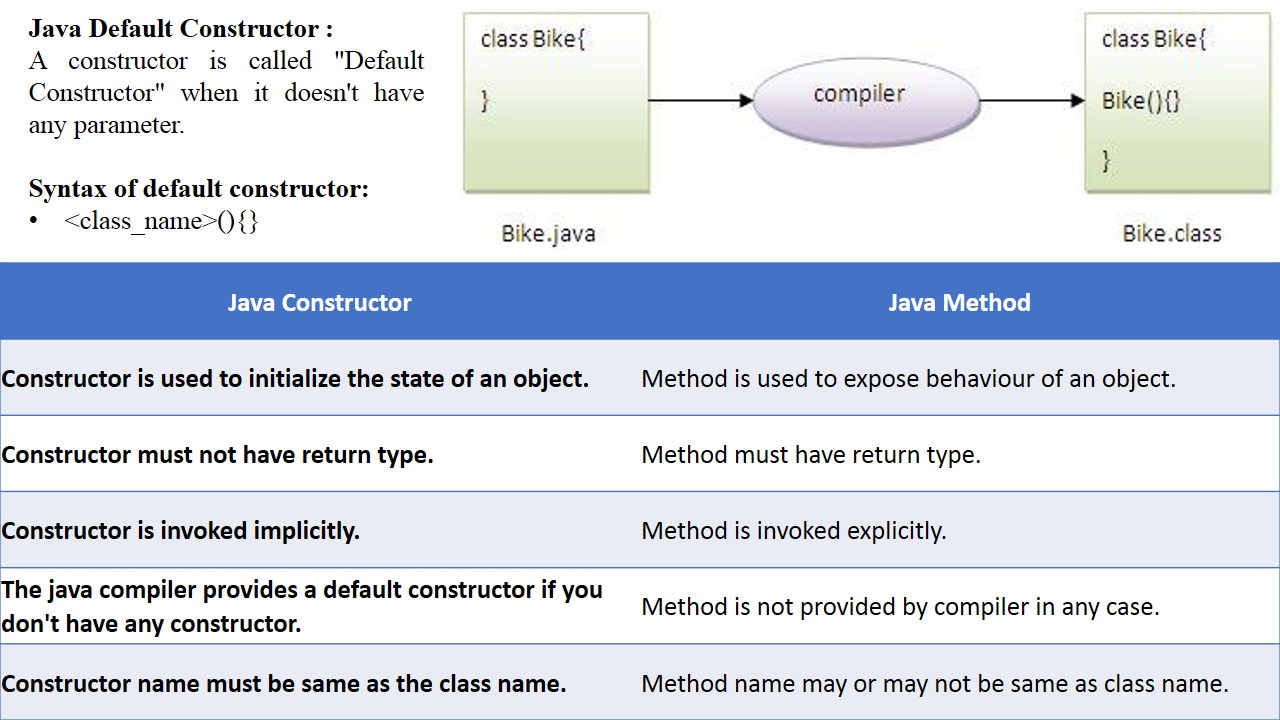 Java Default Constructor :
A constructor is called "Default
Constructor" when it doesn't have
any parameter.
Syntax of default constructor:
• <class_name>(){}
class Bike{
}
Bike.java
compiler
class Bike{
Bike(){}
}
Bike.class
Java Constructor
Java Method
Constructor is used to initialize the state of an object.
Method is used to expose behaviour of an object.
Constructor must not have return type.
Method must have return type.
Constructor is invoked implicitly.
Method is invoked explicitly.
The java compiler provides a default constructor if you
don't have any constructor.
Method is not provided by compiler in any case.
Constructor name must be same as the class name.
Method name may or may not be same as class name.